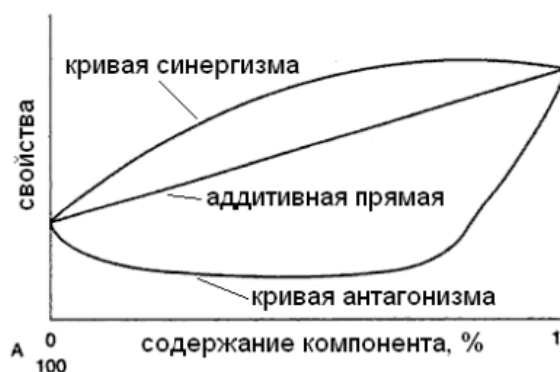 кривая синергизма
свойства
аддитивная прямая
кривая антагонизма
А 0 содержание компонента, % 1
100